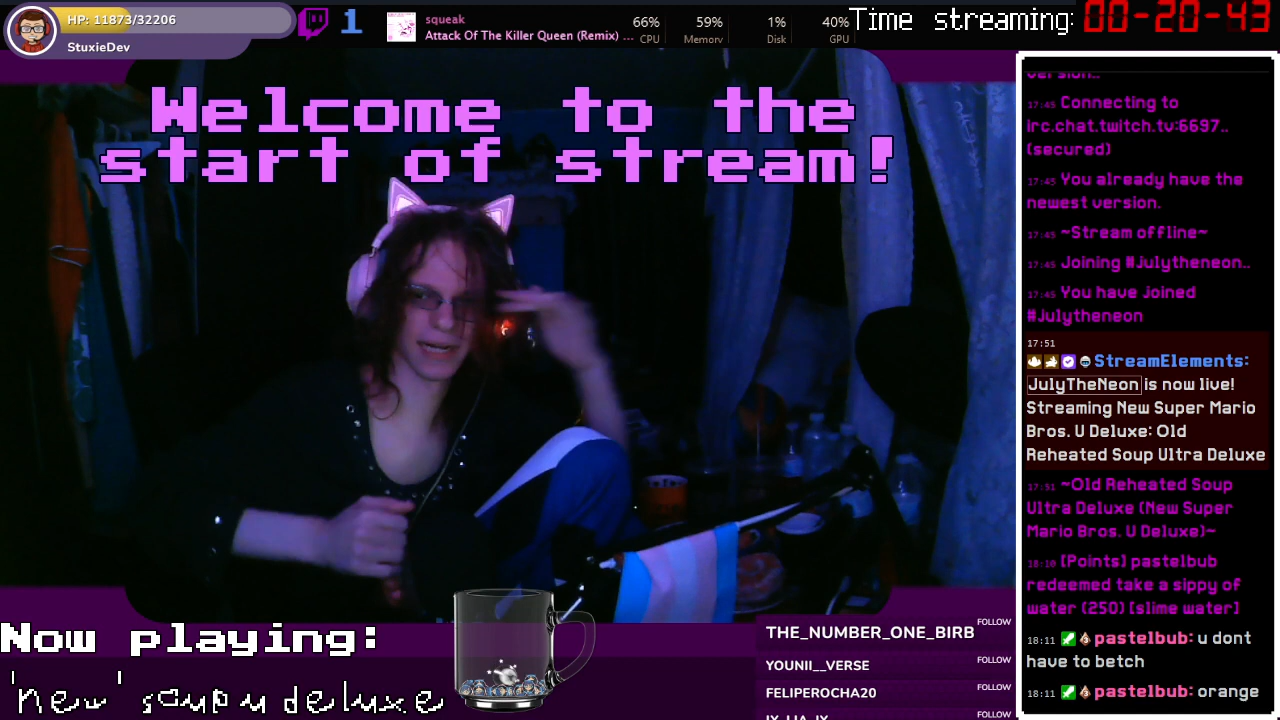 HP: 11873/32206
StuxieDev
1
squeak
Attack Of The Killer Queen (Remix) ...
66% CPU
59% Memory
1% Disk
40% GPU
Time streaming: 00-20-43
Welcome to the
start of stream!
version..
17:45 Connecting to
irc.chat.twitch.tv:6697..
(secured)
17:45 You already have the
newest version.
17:45 ~Stream offline~
17:45 Joining #Julytheneon..
17:45 You have Joined
#Julytheneon
17:51
StreamElements:
JulyTheNeon is now live!
Streaming New Super Mario
Bros. U Deluxe: Old
Reheated Soup Ultra Deluxe
17:51 ~Old Reheated Soup
Ultra Deluxe (New Super
Mario Bros. U Deluxe)~
18:10 [Points] pastelbub
redeemed take a sippy of
water (250) [slime water]
18:11 pastelbub: u dont
have to betch
18:11 pastelbub: orange
Now playing:
'new' soup u deluxe
THE_NUMBER_ONE_BIRB FOLLOW
YOUNII__VERSE FOLLOW
FELIPEROCHA20 FOLLOW
FOLLOW